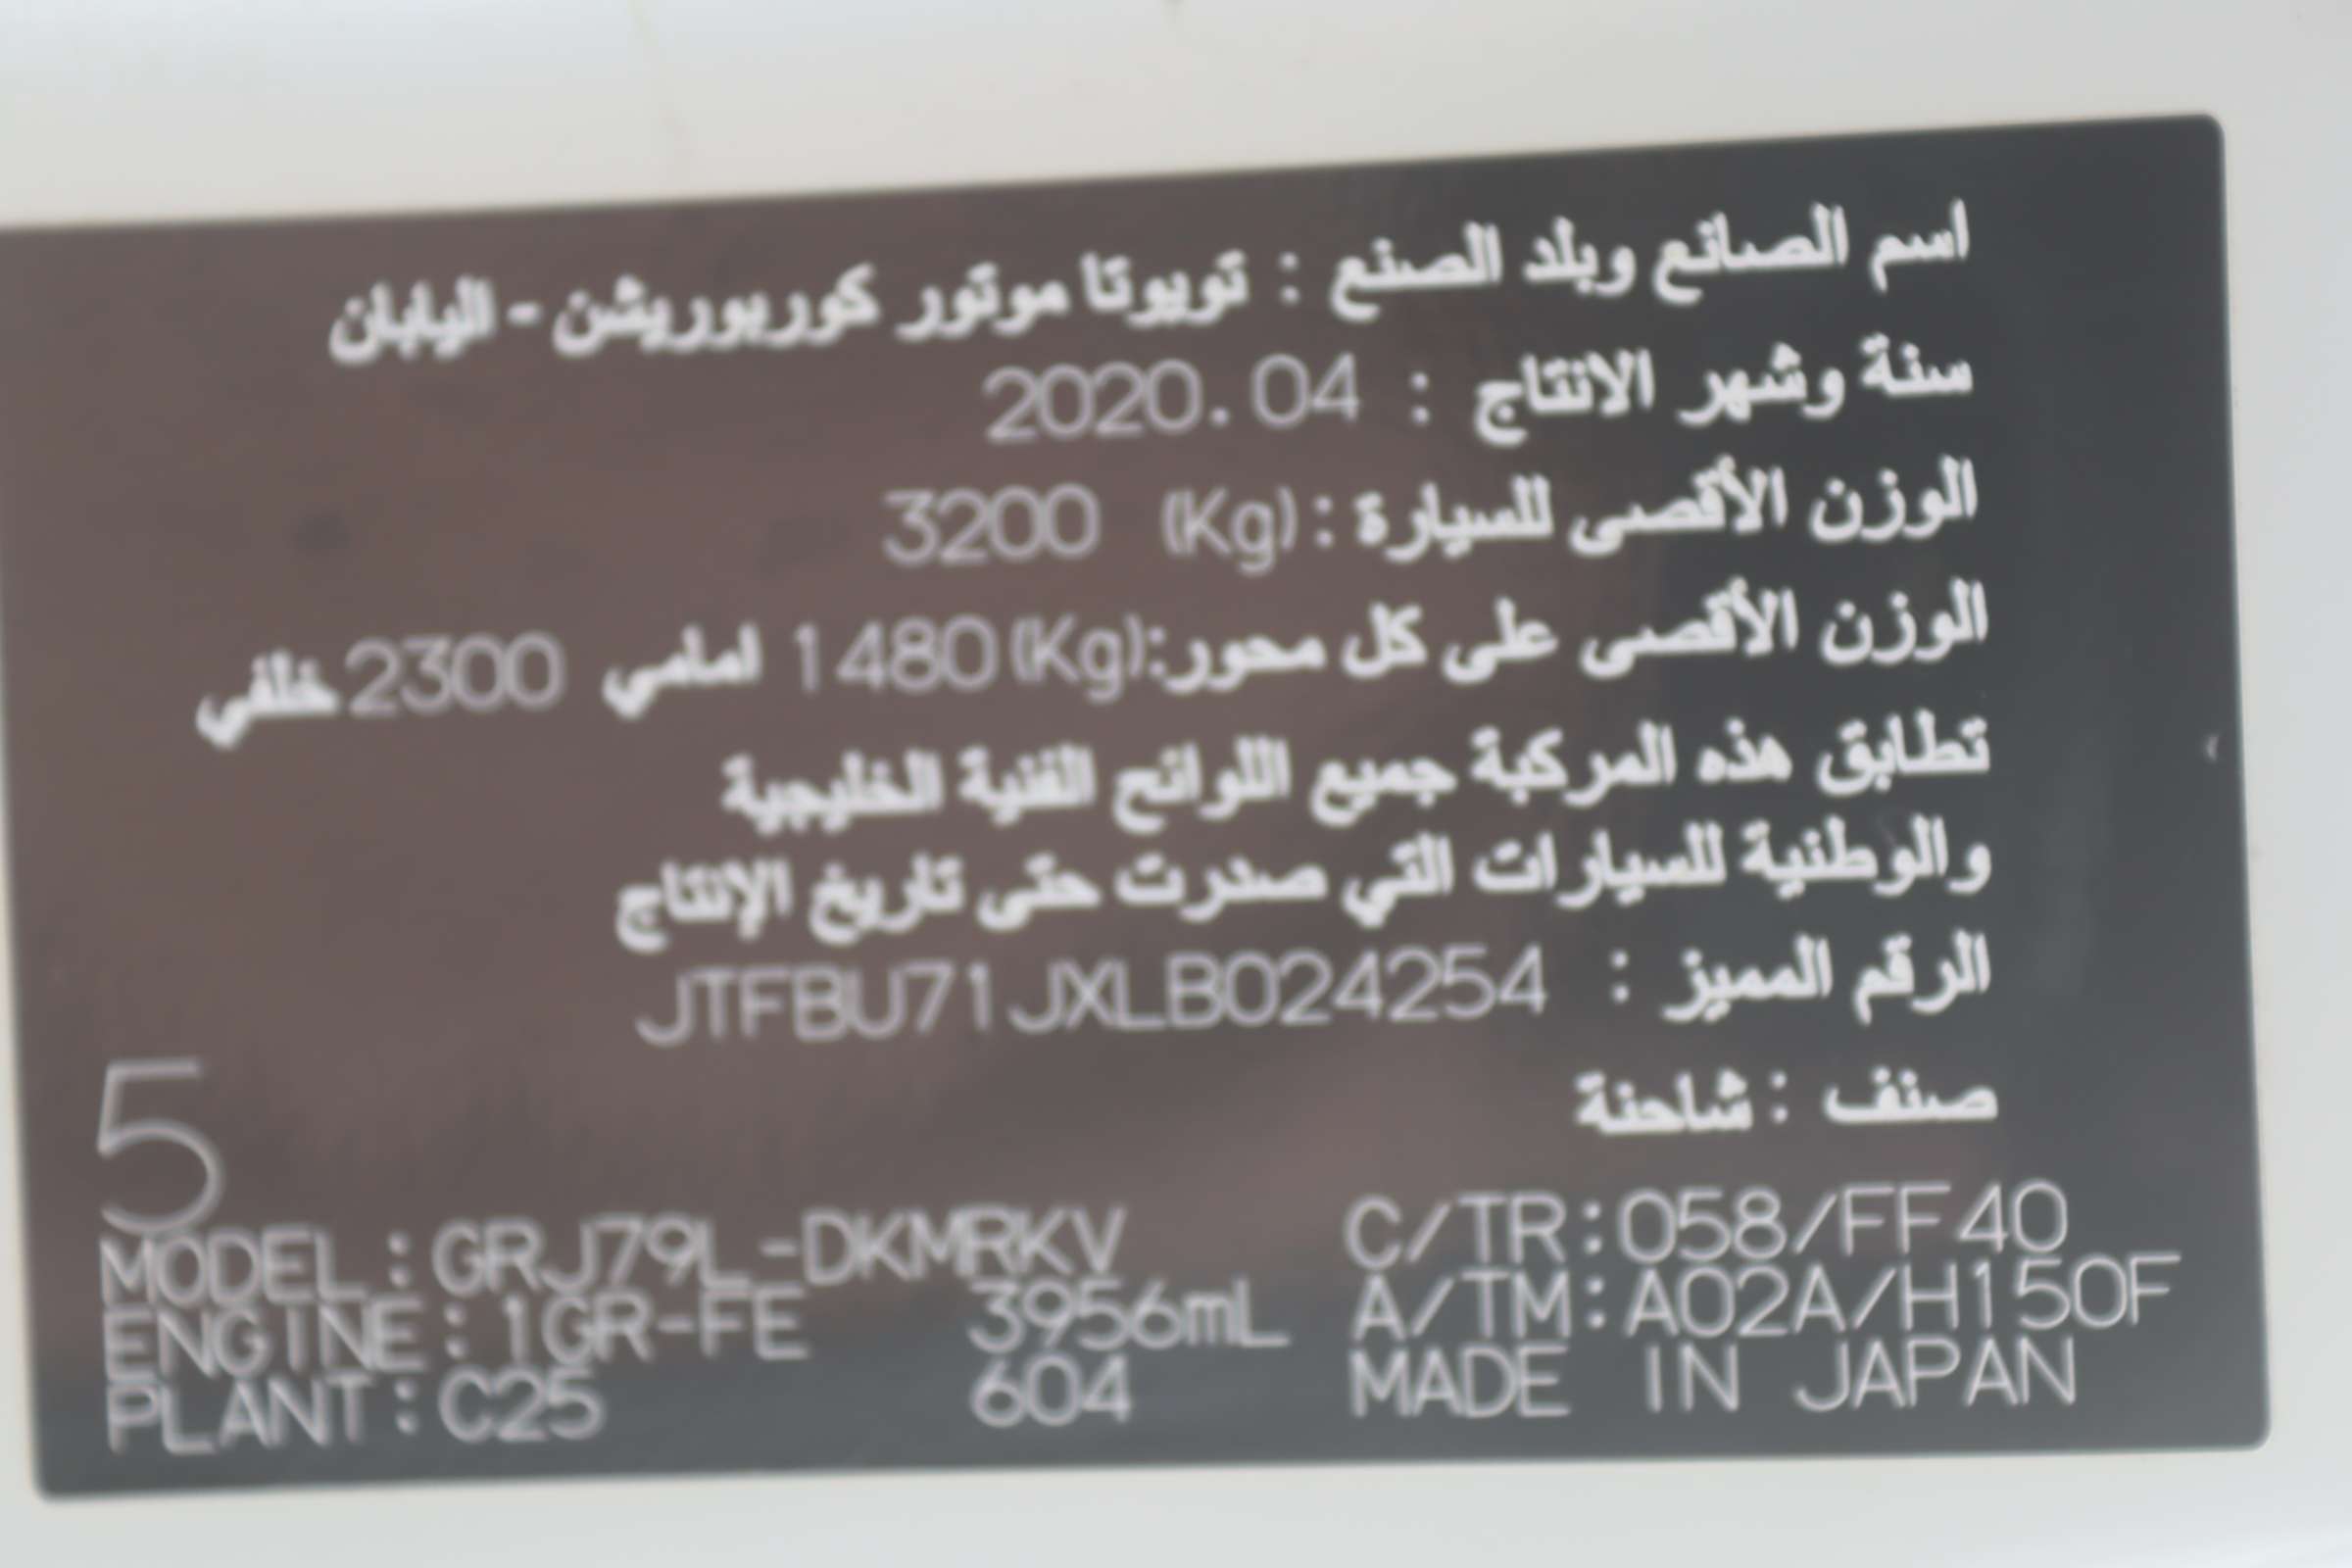 اسم الصانع وبلد الصنع : تويوتا موتور كوربوريشن - اليابان
سنة وشهر الانتاج : 2020.04
الوزن الأقصى للسيارة : (Kg) 3200
الوزن الأقصى على كل محور:(Kg) 1480 امامي 2300 خلفي
تطابق هذه المركبة جميع اللوائح الفنية الخليجية
والوطنية للسيارات التي صدرت حتى تاريخ الإنتاج
الرقم المميز : JTFBU71JXLB024254
صنف : شاحنة
5
MODEL:GRJ79L-DKMRKV C/TR:058/FF40
ENGINE:1GR-FE 3956mL A/TM:A02A/H150F
PLANT:C25 604 MADE IN JAPAN